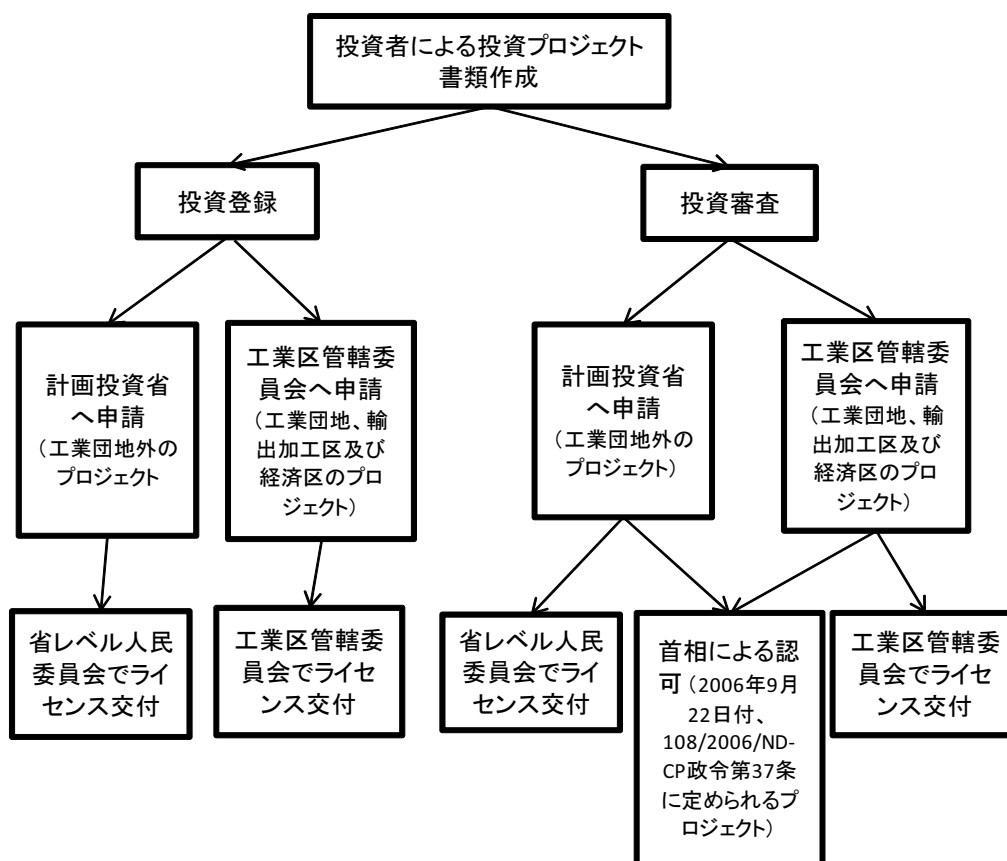 投資者による投資プロジェクト
書類作成
投資登録
投資審査
計画投資省
へ申請
（工業団地外の
プロジェクト
工業区管轄委
員会へ申請
（工業団地、輸
出加工区及び
経済区のプロ
ジェクト）
計画投資省
へ申請
（工業団地外の
プロジェクト）
工業区管轄委
員会へ申請
（工業団地、輸
出加工区及び
経済区のプロ
ジェクト）
省レベル人民
委員会でライ
センス交付
工業区管轄委
員会でライセ
ンス交付
省レベル人民
委員会でライ
センス交付
首相による認
可（2006年9月
22日付、
108/2006/ND-
CP政令第37条
に定められるプ
ロジェクト）
工業区管轄委
員会でライセ
ンス交付